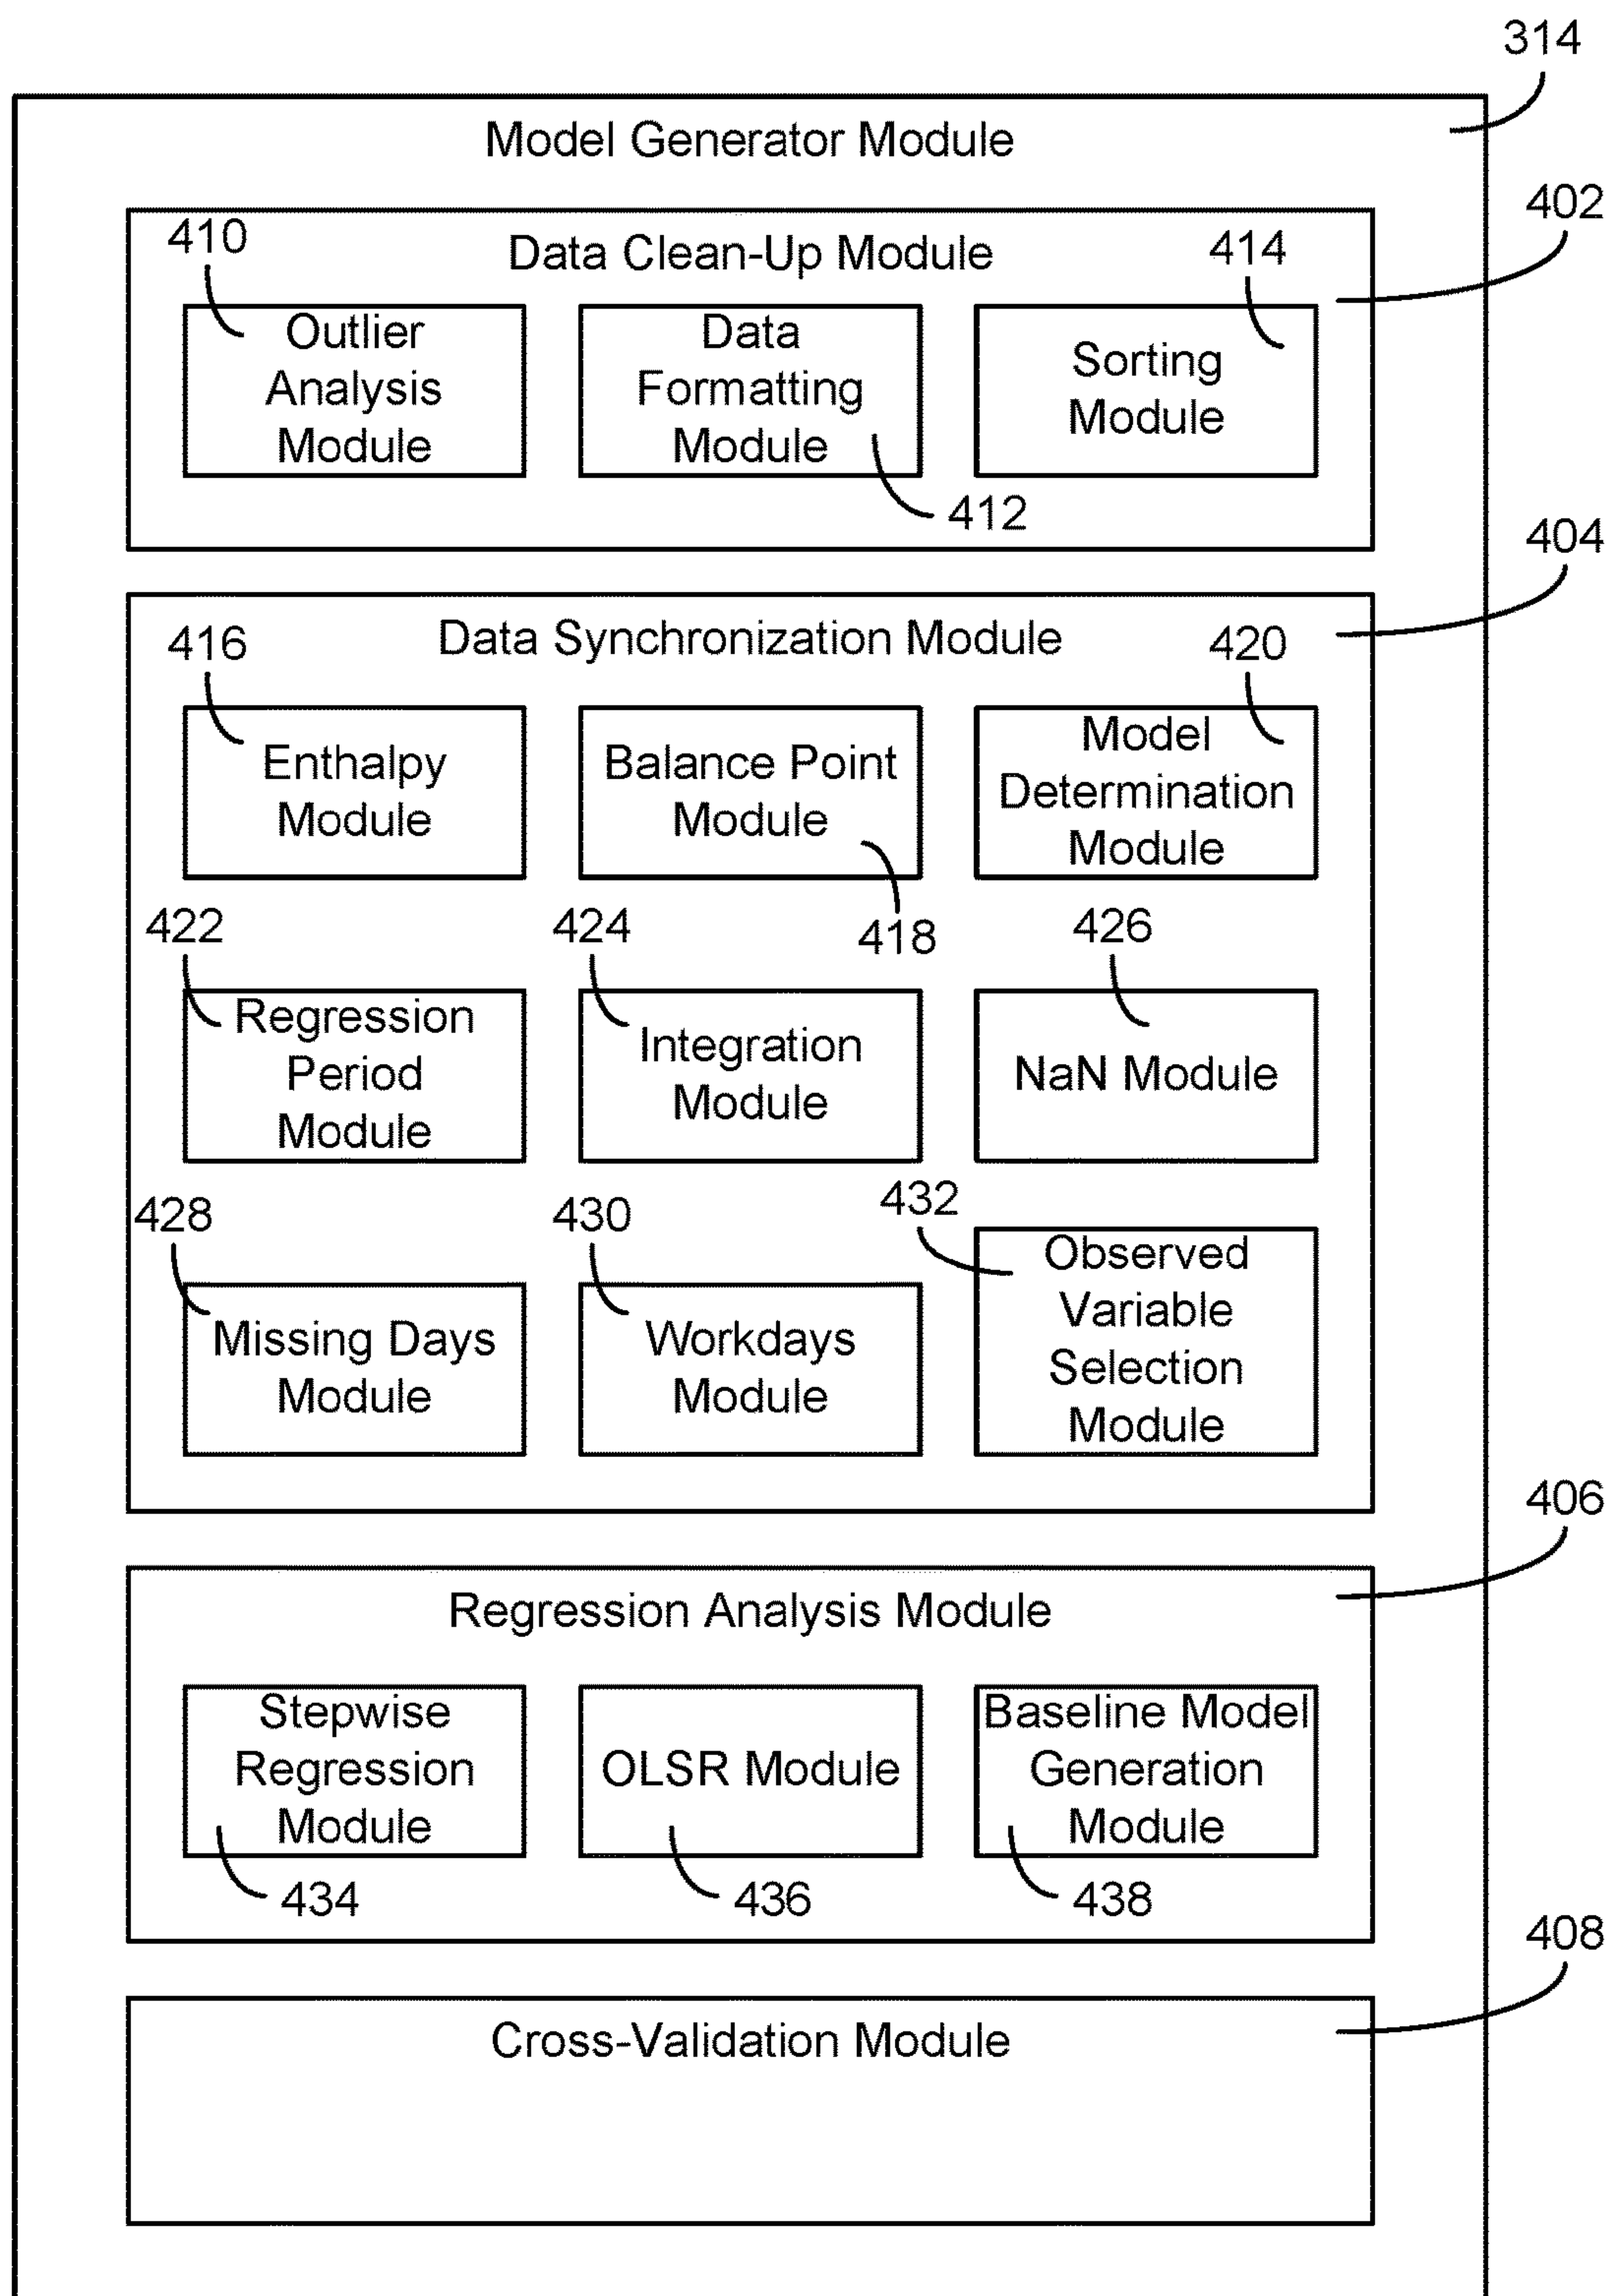 314
Model Generator Module
402
410
Data Clean-Up Module
414
Outlier
Analysis
Module
Data
Formatting
Module
Sorting
Module
412
404
Data Synchronization Module
416
420
Enthalpy
Module
Balance Point
Module
Model
Determination
Module
418
422
424
426
Regression
Period
Module
Integration
Module
NaN Module
428
430
432
Missing Days
Module
Workdays
Module
Observed
Variable
Selection
Module
406
Regression Analysis Module
Stepwise
Regression
Module
OLSR Module
Baseline Model
Generation
Module
434
436
438
408
Cross-Validation Module